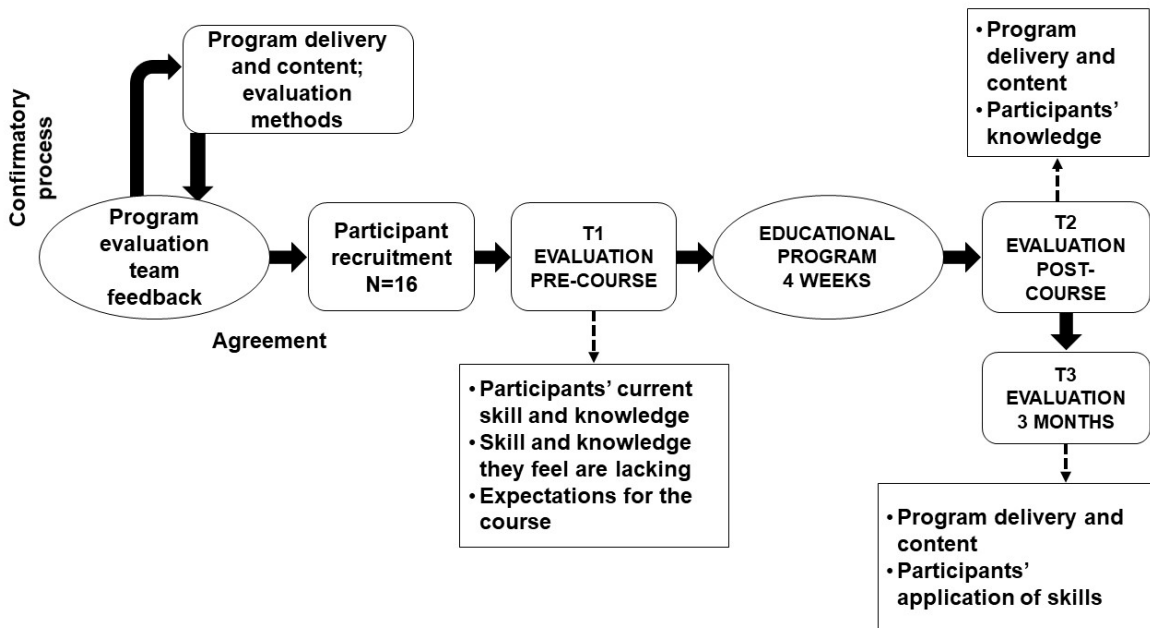 Confirmatory
process
Program delivery
and content;
evaluation
methods
Program
evaluation
team
feedback
Agreement
Participant
recruitment
N=16
T1
EVALUATION
PRE-COURSE
• Participants' current
skill and knowledge
• Skill and knowledge
they feel are lacking
• Expectations for the
course
EDUCATIONAL
PROGRAM
4 WEEKS
• Program
delivery and
content
• Participants'
knowledge
T2
EVALUATION
POST-
COURSE
T3
EVALUATION
3 MONTHS
• Program delivery and
content
• Participants'
application of skills